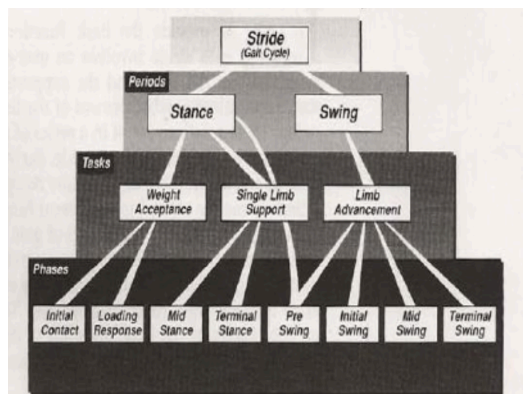 Stride
(Gait Cycle)
Periods
Stance
Swing
Tasks
Weight
Acceptance
Single Limb
Support
Limb
Advancement
Phases
Initial
Contact
Loading
Response
Mid
Stance
Terminal
Stance
Pre
Swing
Initial
Swing
Mid
Swing
Terminal
Swing